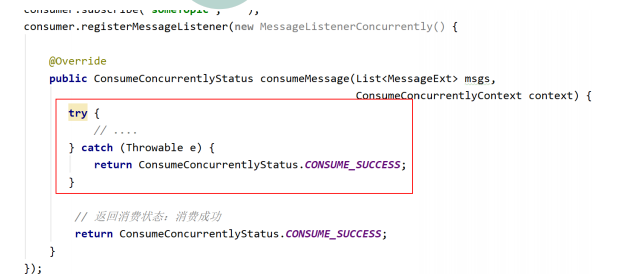 consumer.subscribe("someTopic", "*");
consumer.registerMessageListener(new MessageListenerConcurrently() {
@Override
public ConsumeConcurrentlyStatus consumeMessage(List<MessageExt> msgs,
ConsumeConcurrentlyContext context) {
try {
// ....
} catch (Throwable e) {
return ConsumeConcurrentlyStatus.CONSUME_SUCCESS;
}
// 返回消费状态：消费成功
return ConsumeConcurrentlyStatus.CONSUME_SUCCESS;
}
});